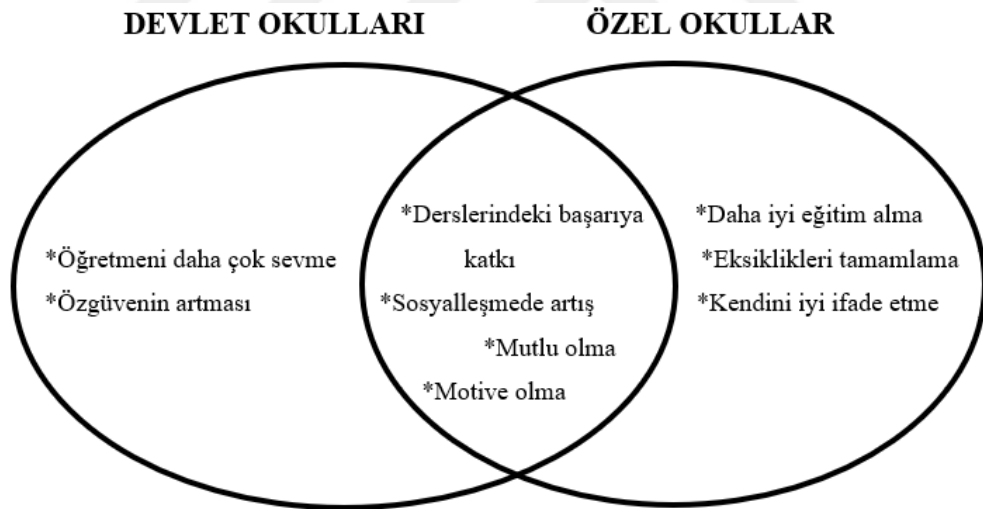 DEVLET OKULLARI
ÖZEL OKULLAR
*Öğretmeni daha çok sevme
*Özgüvenin artması
*Derslerindeki başarıya
katkı
*Sosyalleşmede artış
*Mutlu olma
*Motive olma
*Daha iyi eğitim alma
*Eksiklikleri tamamlama
*Kendini iyi ifade etme